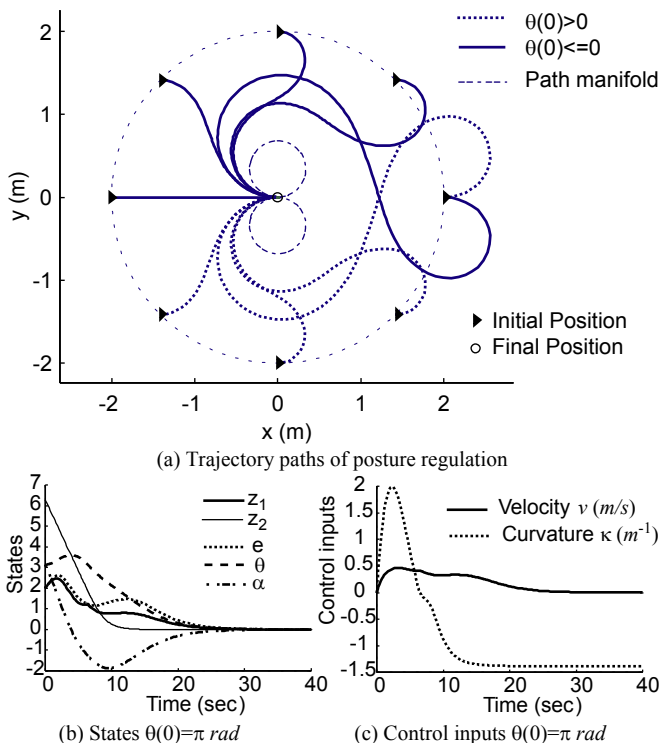 θ(0)>0
θ(0)<=0
Path manifold
2
1
0
-1
-2
y (m)
Initial Position
Final Position
-2 -1 0 1 2
x (m)
(a) Trajectory paths of posture regulation
7
6
5
4
3
2
1
0
-1
-2
States
z1
z2
e
θ
α
0 10 20 30 40
Time (sec)
(b) States θ(0)=π rad
2
1.5
1
0.5
0
-0.5
-1
-1.5
Control inputs
Velocity v (m/s)
Curvature κ (m⁻¹)
0 10 20 30 40
Time (sec)
(c) Control inputs θ(0)=π rad